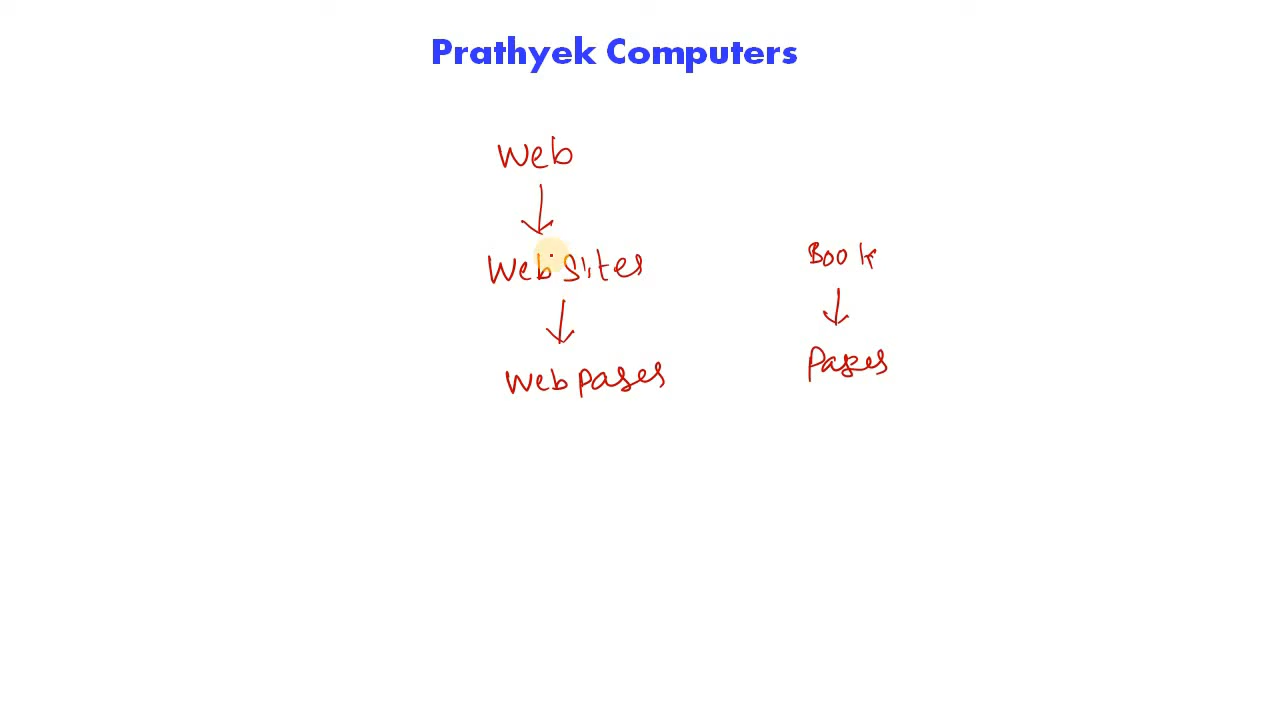 Prathyek Computers
Web
Web Sites
Book
Web pages
Pages